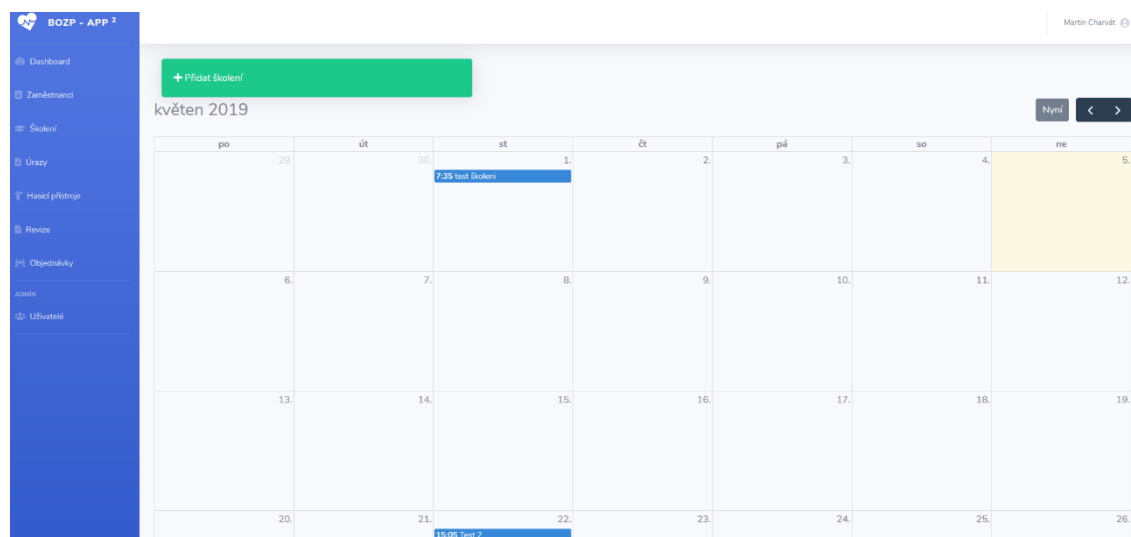 BOZP - APP ²
Martin Charvát
Dashboard
Zaměstnanci
Školení
Úrazy
Hasicí přístroje
Revize
Objednávky
ADMIN
Uživatelé
Přidat školení
květen 2019
Nyní
po út st čt pá so ne
29. 30. 1. 2. 3. 4. 5.
7:35 test školeni
6. 7. 8. 9. 10. 11. 12.
13. 14. 15. 16. 17. 18. 19.
20. 21. 22. 23. 24. 25. 26.
15:05 Test 2